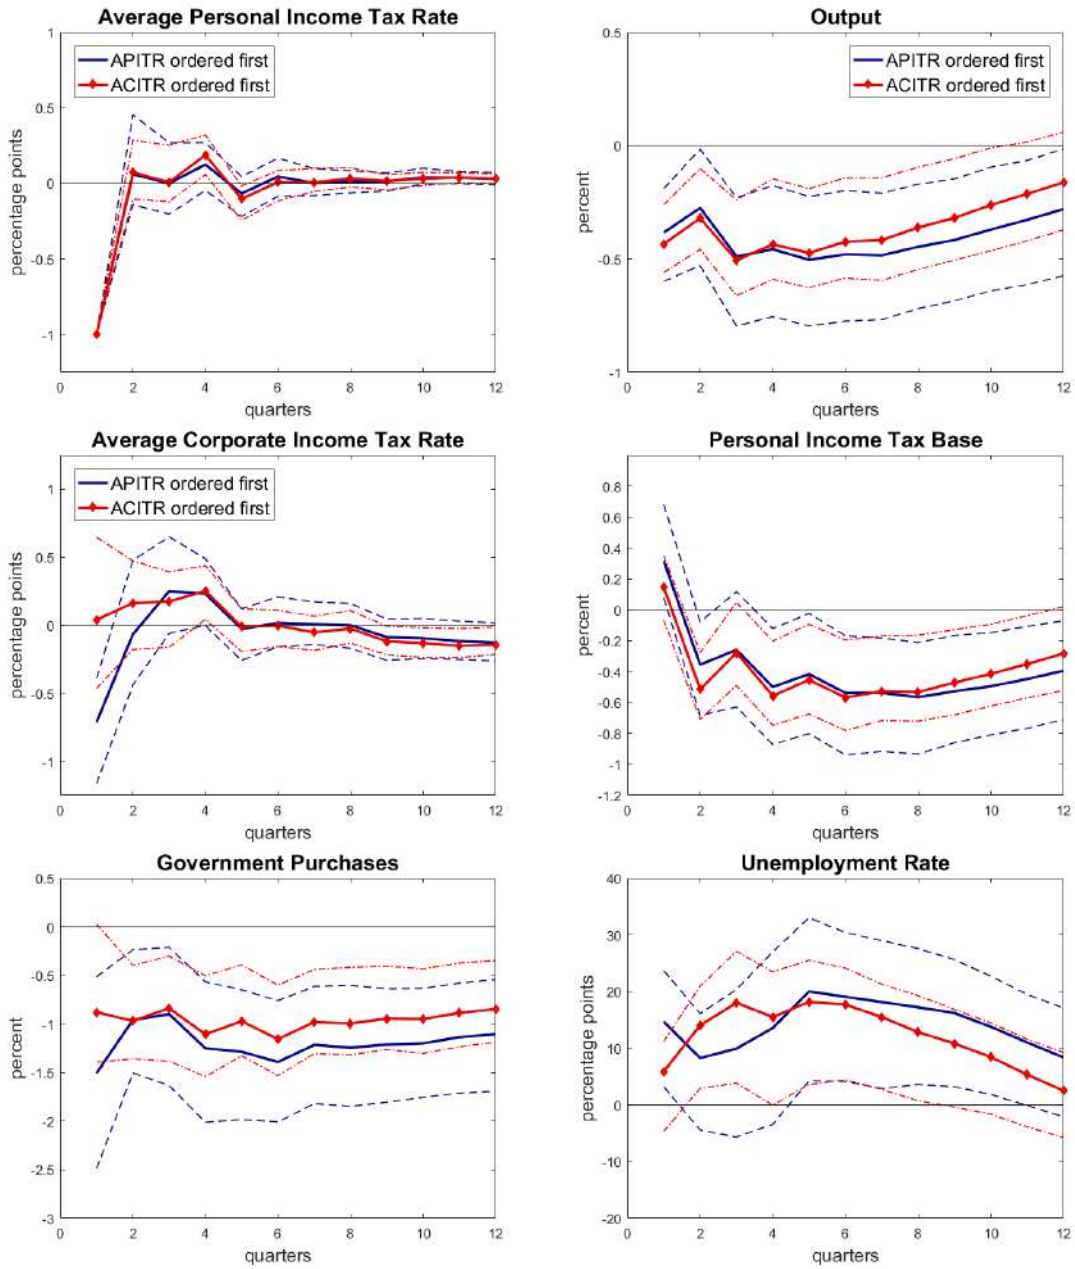 Average Personal Income Tax Rate
1
0.5
0
-0.5
-1
percentage points
APITR ordered first
ACITR ordered first
0 2 4 6 8 10 12
quarters
Output
0.5
0
-0.5
-1
percent
APITR ordered first
ACITR ordered first
0 2 4 6 8 10 12
quarters
Average Corporate Income Tax Rate
1
0.5
0
-0.5
-1
percentage points
APITR ordered first
ACITR ordered first
0 2 4 6 8 10 12
quarters
Personal Income Tax Base
0.8
0.6
0.4
0.2
0
-0.2
-0.4
-0.6
-0.8
-1
-1.2
percent
0 2 4 6 8 10 12
quarters
Government Purchases
0.5
0
-0.5
-1
-1.5
-2
-2.5
-3
percent
0 2 4 6 8 10 12
quarters
Unemployment Rate
40
30
20
10
0
-10
-20
percentage points
0 2 4 6 8 10 12
quarters